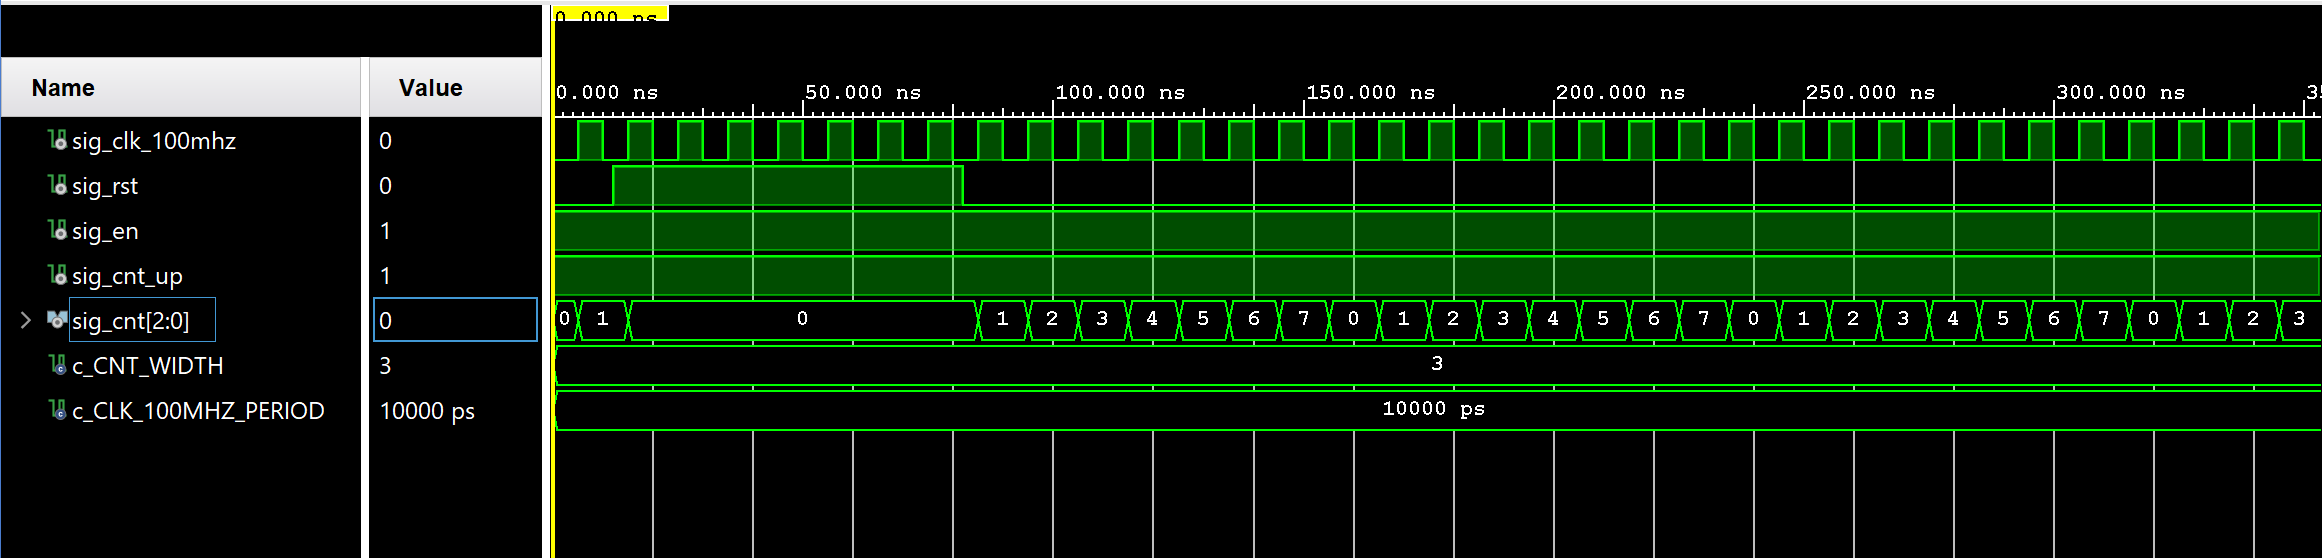 0.000 ns
Name Value
0.000 ns 50.000 ns 100.000 ns 150.000 ns 200.000 ns 250.000 ns 300.000 ns
sig_clk_100mhz 0
sig_rst 0
sig_en 1
sig_cnt_up 1
sig_cnt[2:0] 0 0 1 0 1 2 3 4 5 6 7 0 1 2 3 4 5 6 7 0 1 2 3 4 5 6 7 0 1 2 3
c_CNT_WIDTH 3 3
c_CLK_100MHZ_PERIOD 10000 ps 10000 ps